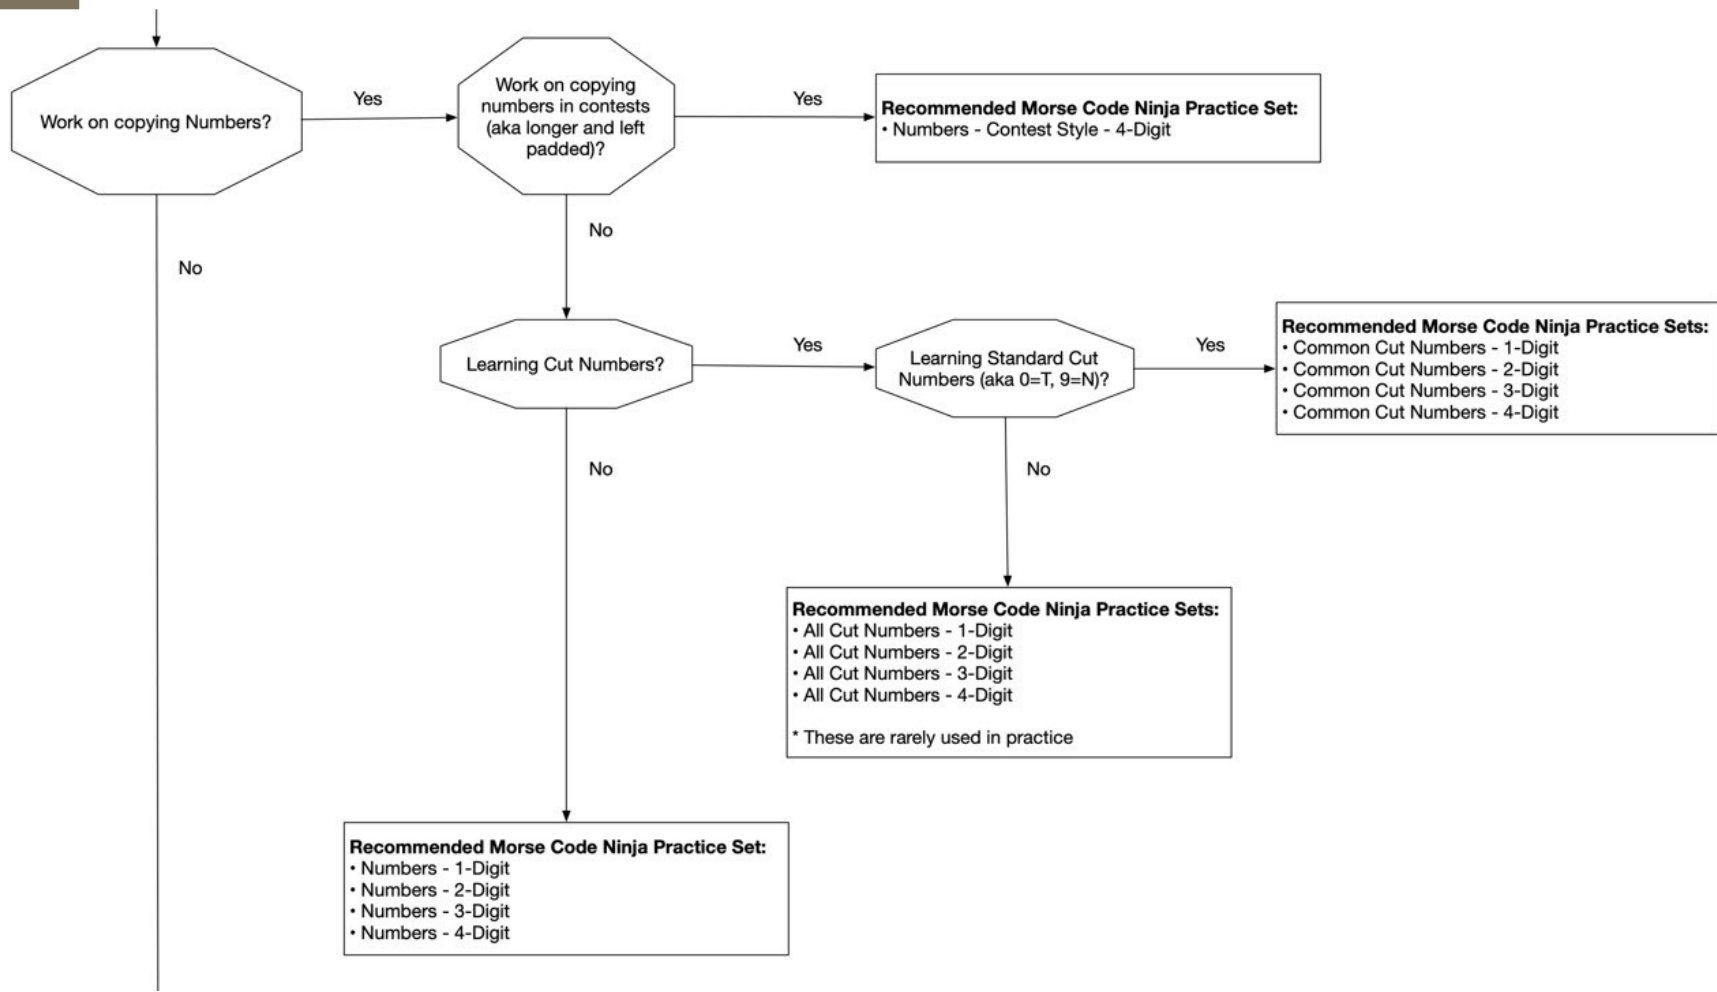 Work on copying Numbers?
Yes
Work on copying
numbers in contests
(aka longer and left
padded)?
Yes
Recommended Morse Code Ninja Practice Set:
• Numbers - Contest Style - 4-Digit
No
No
Learning Cut Numbers?
Yes
Learning Standard Cut
Numbers (aka 0=T, 9=N)?
Yes
Recommended Morse Code Ninja Practice Sets:
• Common Cut Numbers - 1-Digit
• Common Cut Numbers - 2-Digit
• Common Cut Numbers - 3-Digit
• Common Cut Numbers - 4-Digit
No
No
Recommended Morse Code Ninja Practice Sets:
• All Cut Numbers - 1-Digit
• All Cut Numbers - 2-Digit
• All Cut Numbers - 3-Digit
• All Cut Numbers - 4-Digit
* These are rarely used in practice
Recommended Morse Code Ninja Practice Set:
• Numbers - 1-Digit
• Numbers - 2-Digit
• Numbers - 3-Digit
• Numbers - 4-Digit